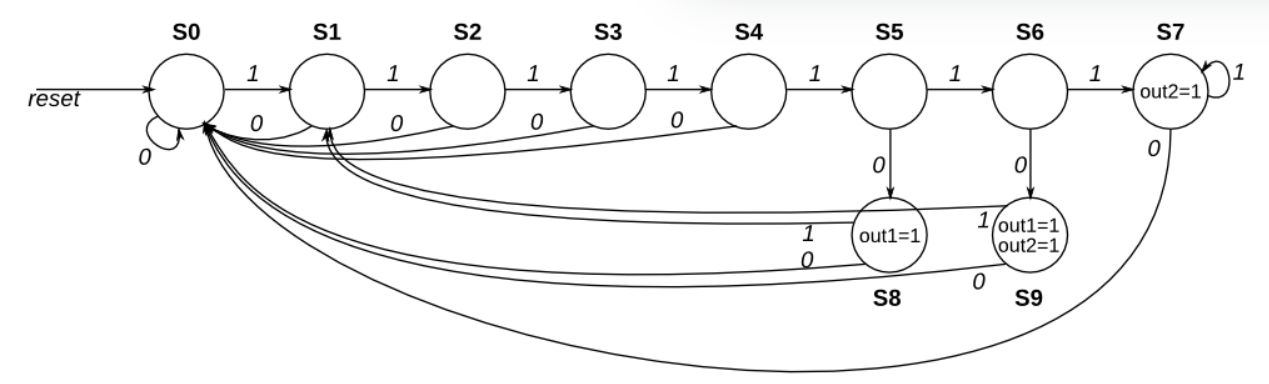 S0 S1 S2 S3 S4 S5 S6 S7
1 1 1 1 1 1 1 1
reset
out2=1
0 0 0 0
0 0 0 0
1 out1=1
1 out1=1 out2=1
0
0
S8 S9